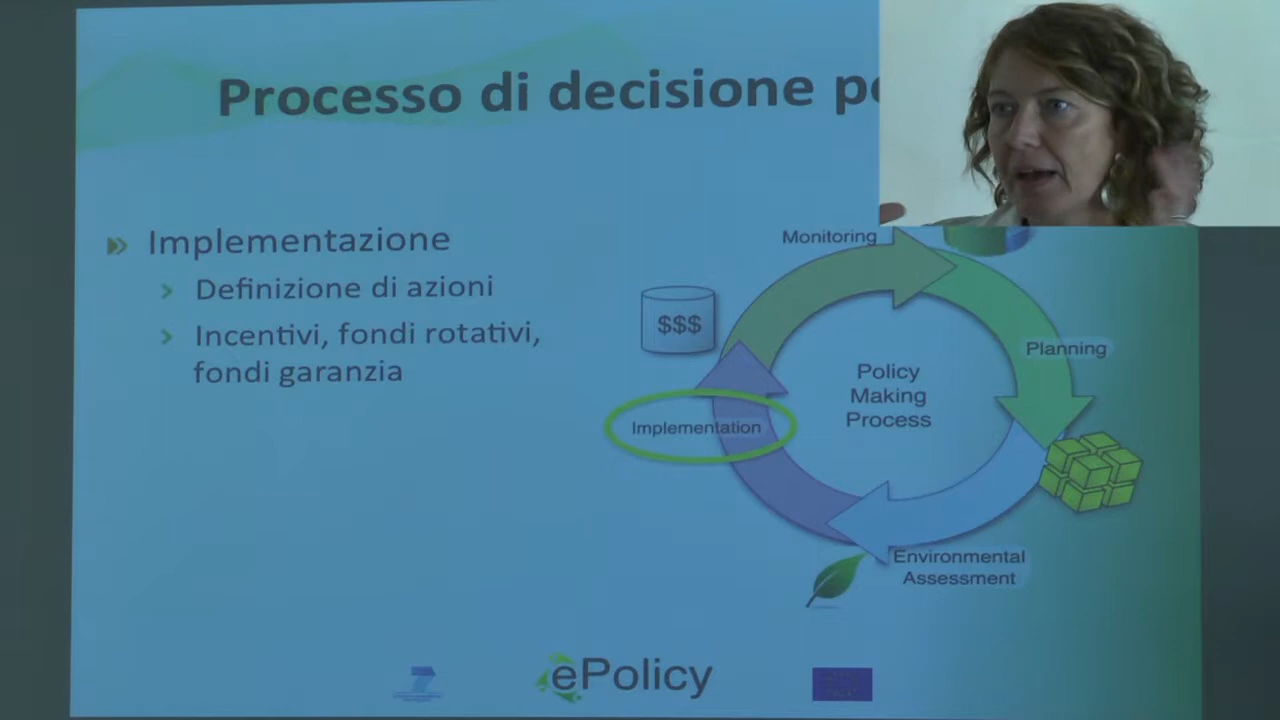 Processo di decisione
Implementazione
Definizione di azioni
Incentivi, fondi rotativi,
fondi garanzia
Monitoring
$$$
Planning
Policy
Making
Process
Implementation
Environmental
Assessment
ePolicy
7